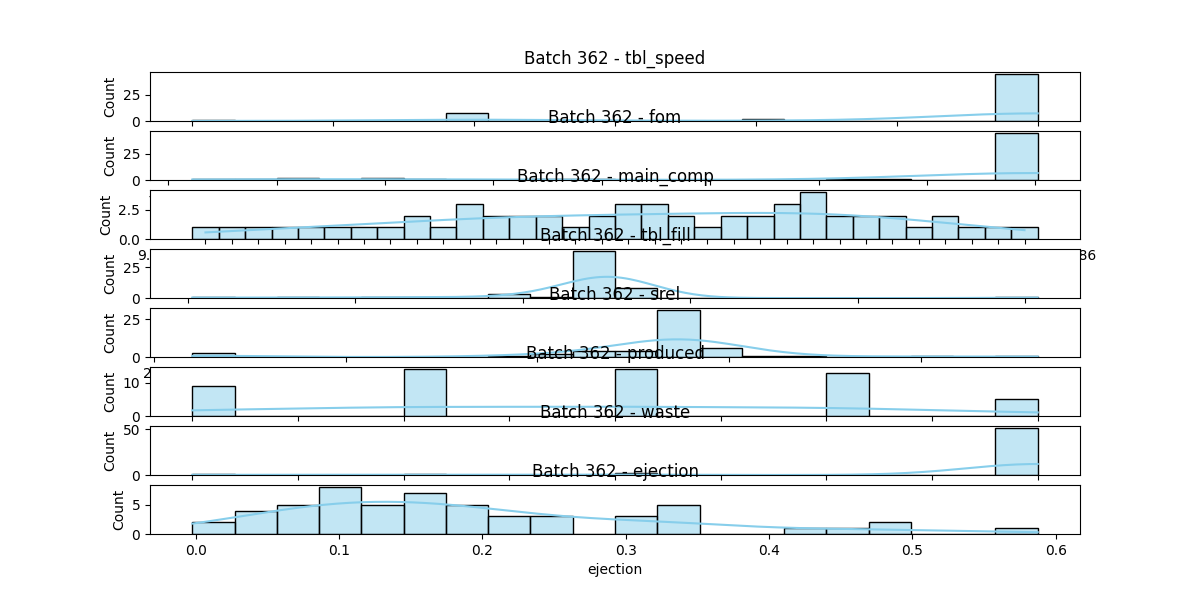 Batch 362 - tbl_speed
Count
25
0
Batch 362 - fom
Count
25
0
Batch 362 - main_comp
Count
2.5
0.0
9.
86
Batch 362 - tbl_fill
Count
25
0
Batch 362 - srel
Count
25
0
2
Batch 362 - produced
Count
10
0
Batch 362 - waste
Count
50
0
Batch 362 - ejection
Count
5
0
0.0 0.1 0.2 0.3 0.4 0.5 0.6
ejection